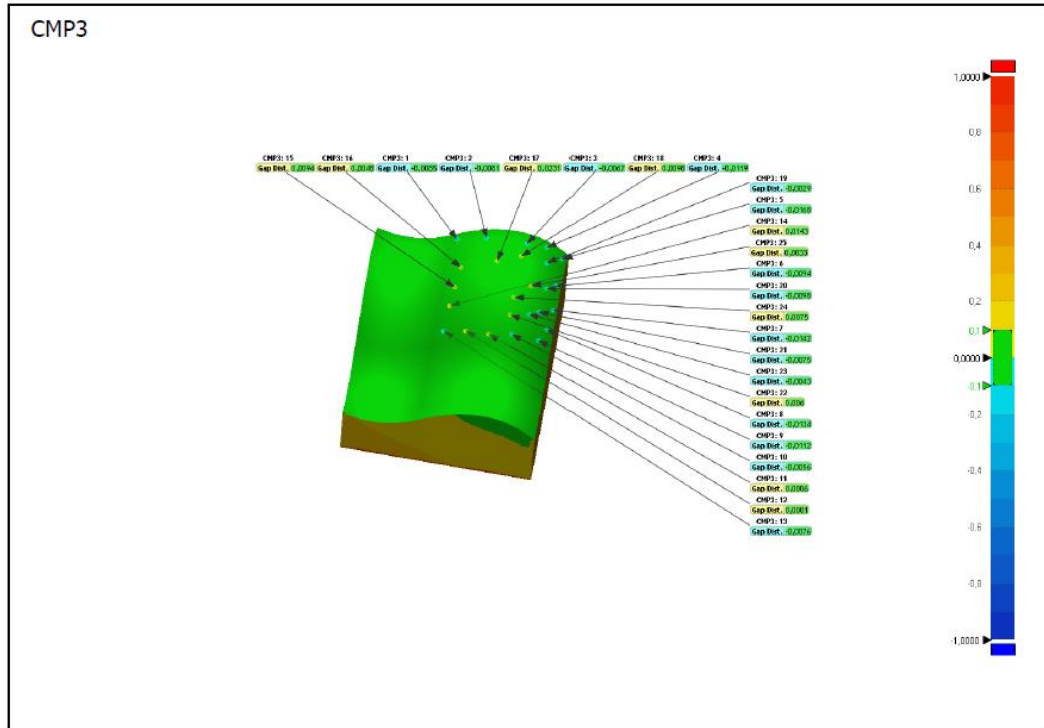 CMP3
CMP3: 15 CMP3: 16 CMP3: 1 CMP3: 2 CMP3: 17 CMP3: 3 CMP3: 18 CMP3: 4
Gap Dist. 0,0094 Gap Dist. 0,0048 Gap Dist. -0,0055 Gap Dist. -0,0081 Gap Dist. 0,0231 Gap Dist. -0,0067 Gap Dist. 0,0098 Gap Dist. -0,0119
CMP3: 19
Gap Dist. -0,0029
CMP3: 5
Gap Dist. -0,0168
CMP3: 14
Gap Dist. 0,0143
CMP3: 25
Gap Dist. 0,0033
CMP3: 6
Gap Dist. -0,0094
CMP3: 20
Gap Dist. -0,0098
CMP3: 24
Gap Dist. 0,0075
CMP3: 7
Gap Dist. -0,0142
CMP3: 21
Gap Dist. -0,0075
CMP3: 23
Gap Dist. -0,0043
CMP3: 22
Gap Dist. 0,006
CMP3: 8
Gap Dist. -0,0134
CMP3: 9
Gap Dist. -0,0112
CMP3: 10
Gap Dist. -0,0056
CMP3: 11
Gap Dist. 0,0006
CMP3: 12
Gap Dist. 0,0001
CMP3: 13
Gap Dist. -0,0076
1,0000
0,8
0,6
0,4
0,2
0,1
0,0000
-0,1
-0,2
-0,4
-0,6
-0,8
-1,0000